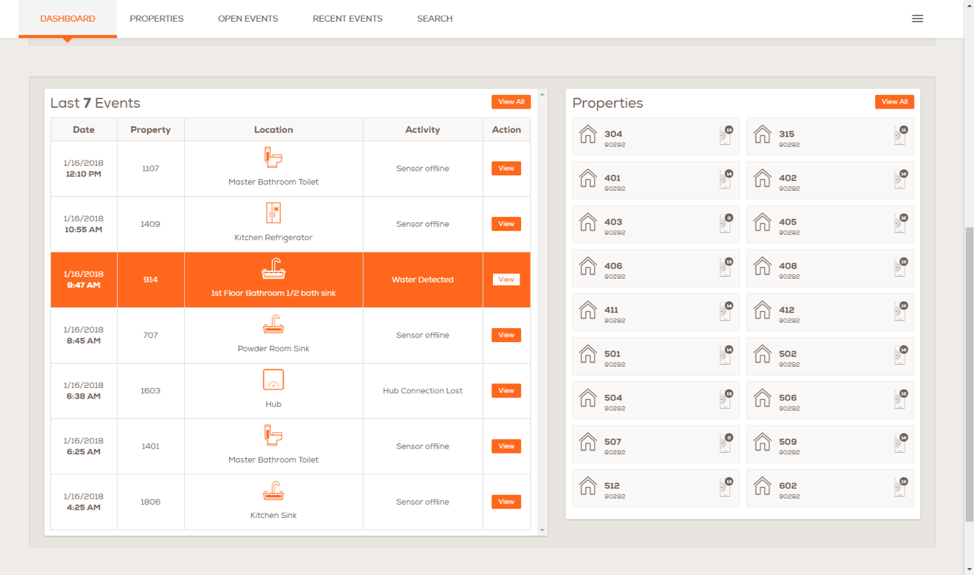 DASHBOARD PROPERTIES OPEN EVENTS RECENT EVENTS SEARCH
Last 7 Events View All
Date Property Location Activity Action
1/16/2018
12:10 PM
1107
Master Bathroom Toilet
Sensor offline
View
1/16/2018
10:55 AM
1409
Kitchen Refrigerator
Sensor offline
View
1/16/2018
9:47 AM
914
1st Floor Bathroom 1/2 bath sink
Water Detected
View
1/16/2018
8:45 AM
707
Powder Room Sink
Sensor offline
View
1/16/2018
6:38 AM
1603
Hub
Hub Connection Lost
View
1/16/2018
6:25 AM
1401
Master Bathroom Toilet
Sensor offline
View
1/16/2018
4:25 AM
1806
Kitchen Sink
Sensor offline
View
Properties View All
304
90292
315
90292
401
90292
402
90292
403
90292
405
90292
406
90292
408
90292
411
90292
412
90292
501
90292
502
90292
504
90292
506
90292
507
90292
509
90292
512
90292
602
90292